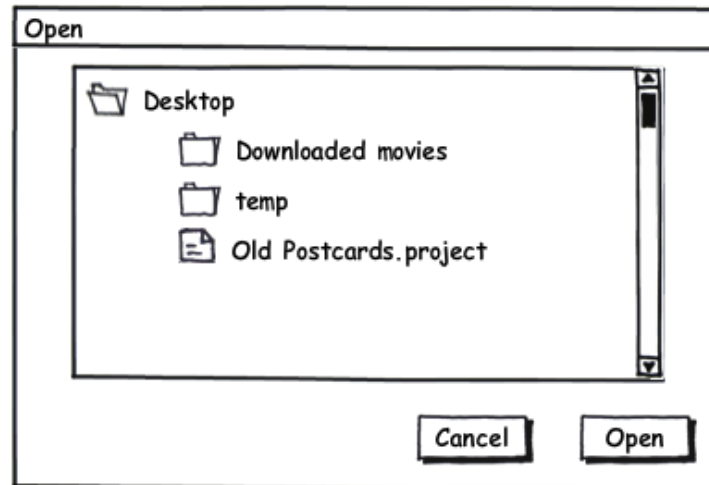 Open
Desktop
Downloaded movies
temp
Old Postcards.project
Cancel Open